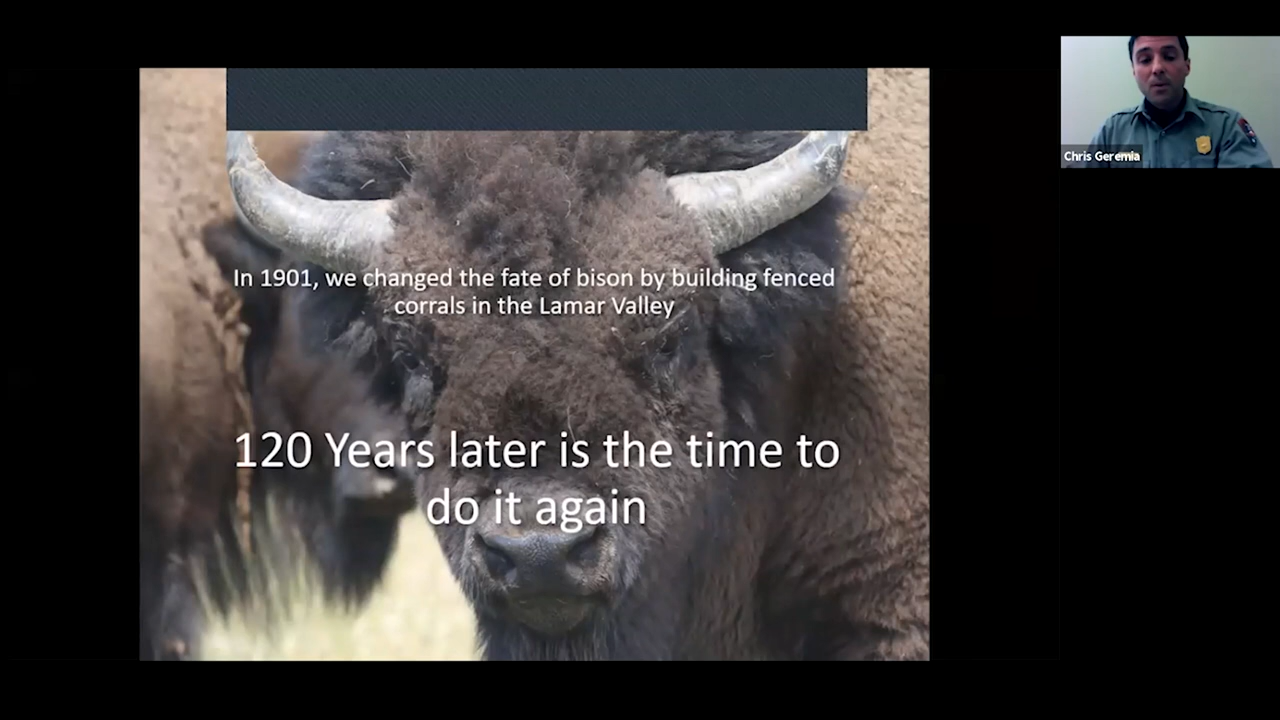 In 1901, we changed the fate of bison by building fenced
corrals in the Lamar Valley
120 Years later is the time to
do it again
Chris Geremia